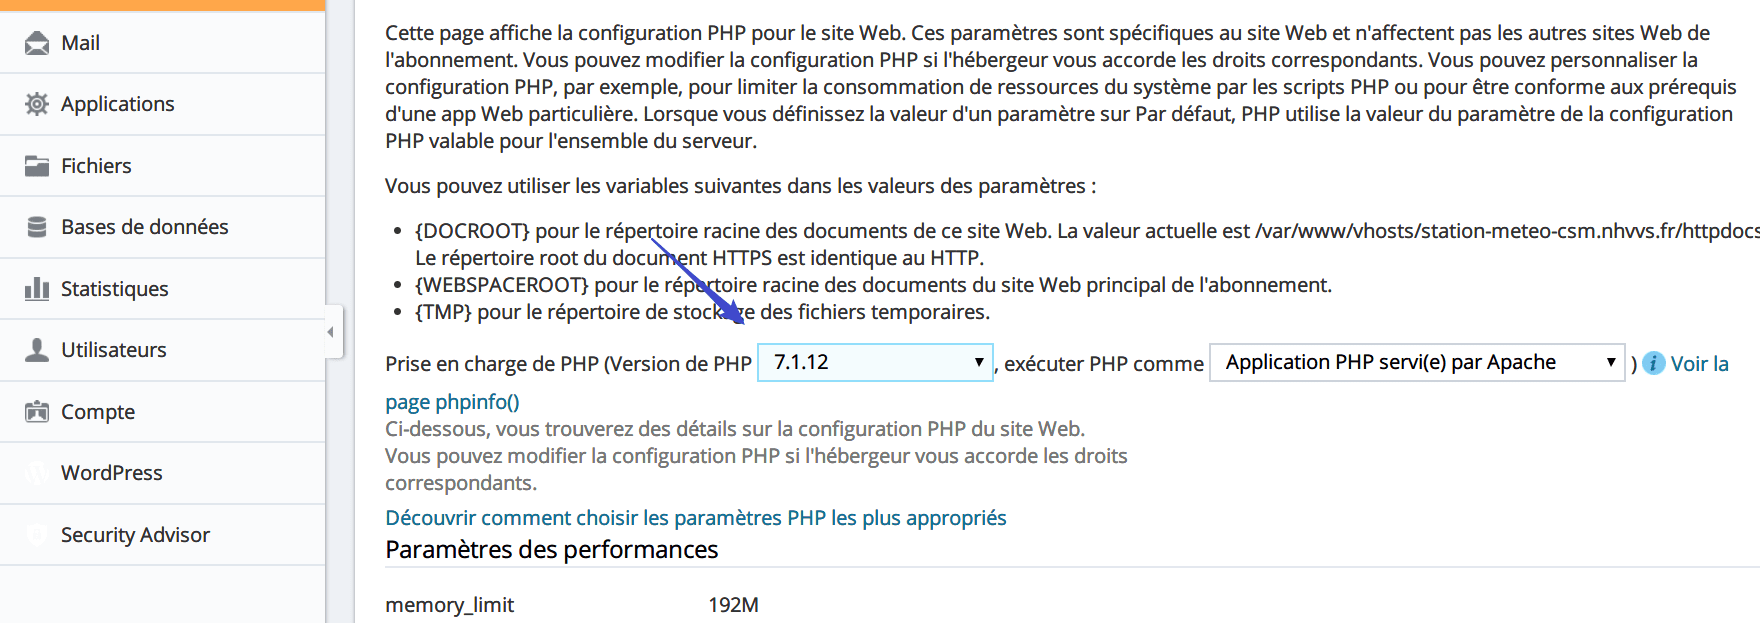 Mail
Applications
Fichiers
Bases de données
Statistiques
Utilisateurs
Compte
WordPress
Security Advisor
Cette page affiche la configuration PHP pour le site Web. Ces paramètres sont spécifiques au site Web et n'affectent pas les autres sites Web de
l'abonnement. Vous pouvez modifier la configuration PHP si l'hébergeur vous accorde les droits correspondants. Vous pouvez personnaliser la
configuration PHP, par exemple, pour limiter la consommation de ressources du système par les scripts PHP ou pour être conforme aux prérequis
d'une app Web particulière. Lorsque vous définissez la valeur d'un paramètre sur Par défaut, PHP utilise la valeur du paramètre de la configuration
PHP valable pour l'ensemble du serveur.
Vous pouvez utiliser les variables suivantes dans les valeurs des paramètres :
• {DOCROOT} pour le répertoire racine des documents de ce site Web. La valeur actuelle est /var/www/vhosts/station-meteo-csm.nhvvs.fr/httpdocs
Le répertoire root du document HTTPS est identique au HTTP.
• {WEBSPACEROOT} pour le répertoire racine des documents du site Web principal de l'abonnement.
• {TMP} pour le répertoire de stockage des fichiers temporaires.
Prise en charge de PHP (Version de PHP 7.1.12 , exécuter PHP comme Application PHP servi(e) par Apache ) Voir la
page phpinfo()
Ci-dessous, vous trouverez des détails sur la configuration PHP du site Web.
Vous pouvez modifier la configuration PHP si l'hébergeur vous accorde les droits
correspondants.
Découvrir comment choisir les paramètres PHP les plus appropriés
Paramètres des performances
memory_limit 192M